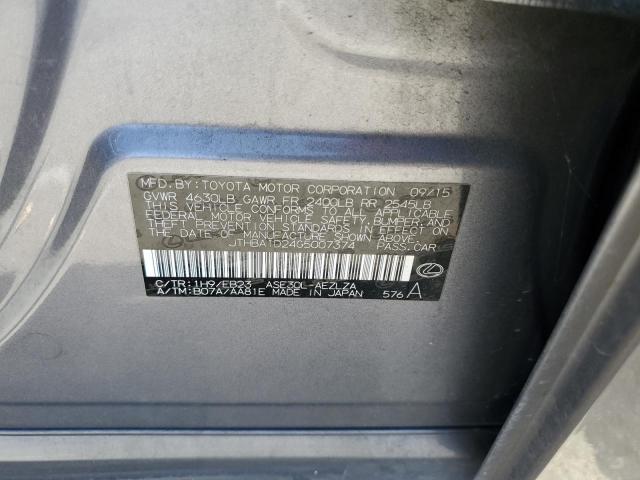 MFD.BY:TOYOTA MOTOR CORPORATION 09/15
GVWR 4630LB GAWR FR 2400LB RR 2545LB
THIS VEHICLE CONFORMS TO ALL APPLICABLE
FEDERAL MOTOR VEHICLE SAFETY,BUMPER,AND
THEFT PREVENTION STANDARDS IN EFFECT ON
THE DATE OF MANUFACTURE SHOWN ABOVE.
JTHBA1D24G5007374 PASS.CAR
C/TR:1H9/EB23 ASE30L-AEZLZA
A/TM:B07A/AA81E MADE IN JAPAN 576 A